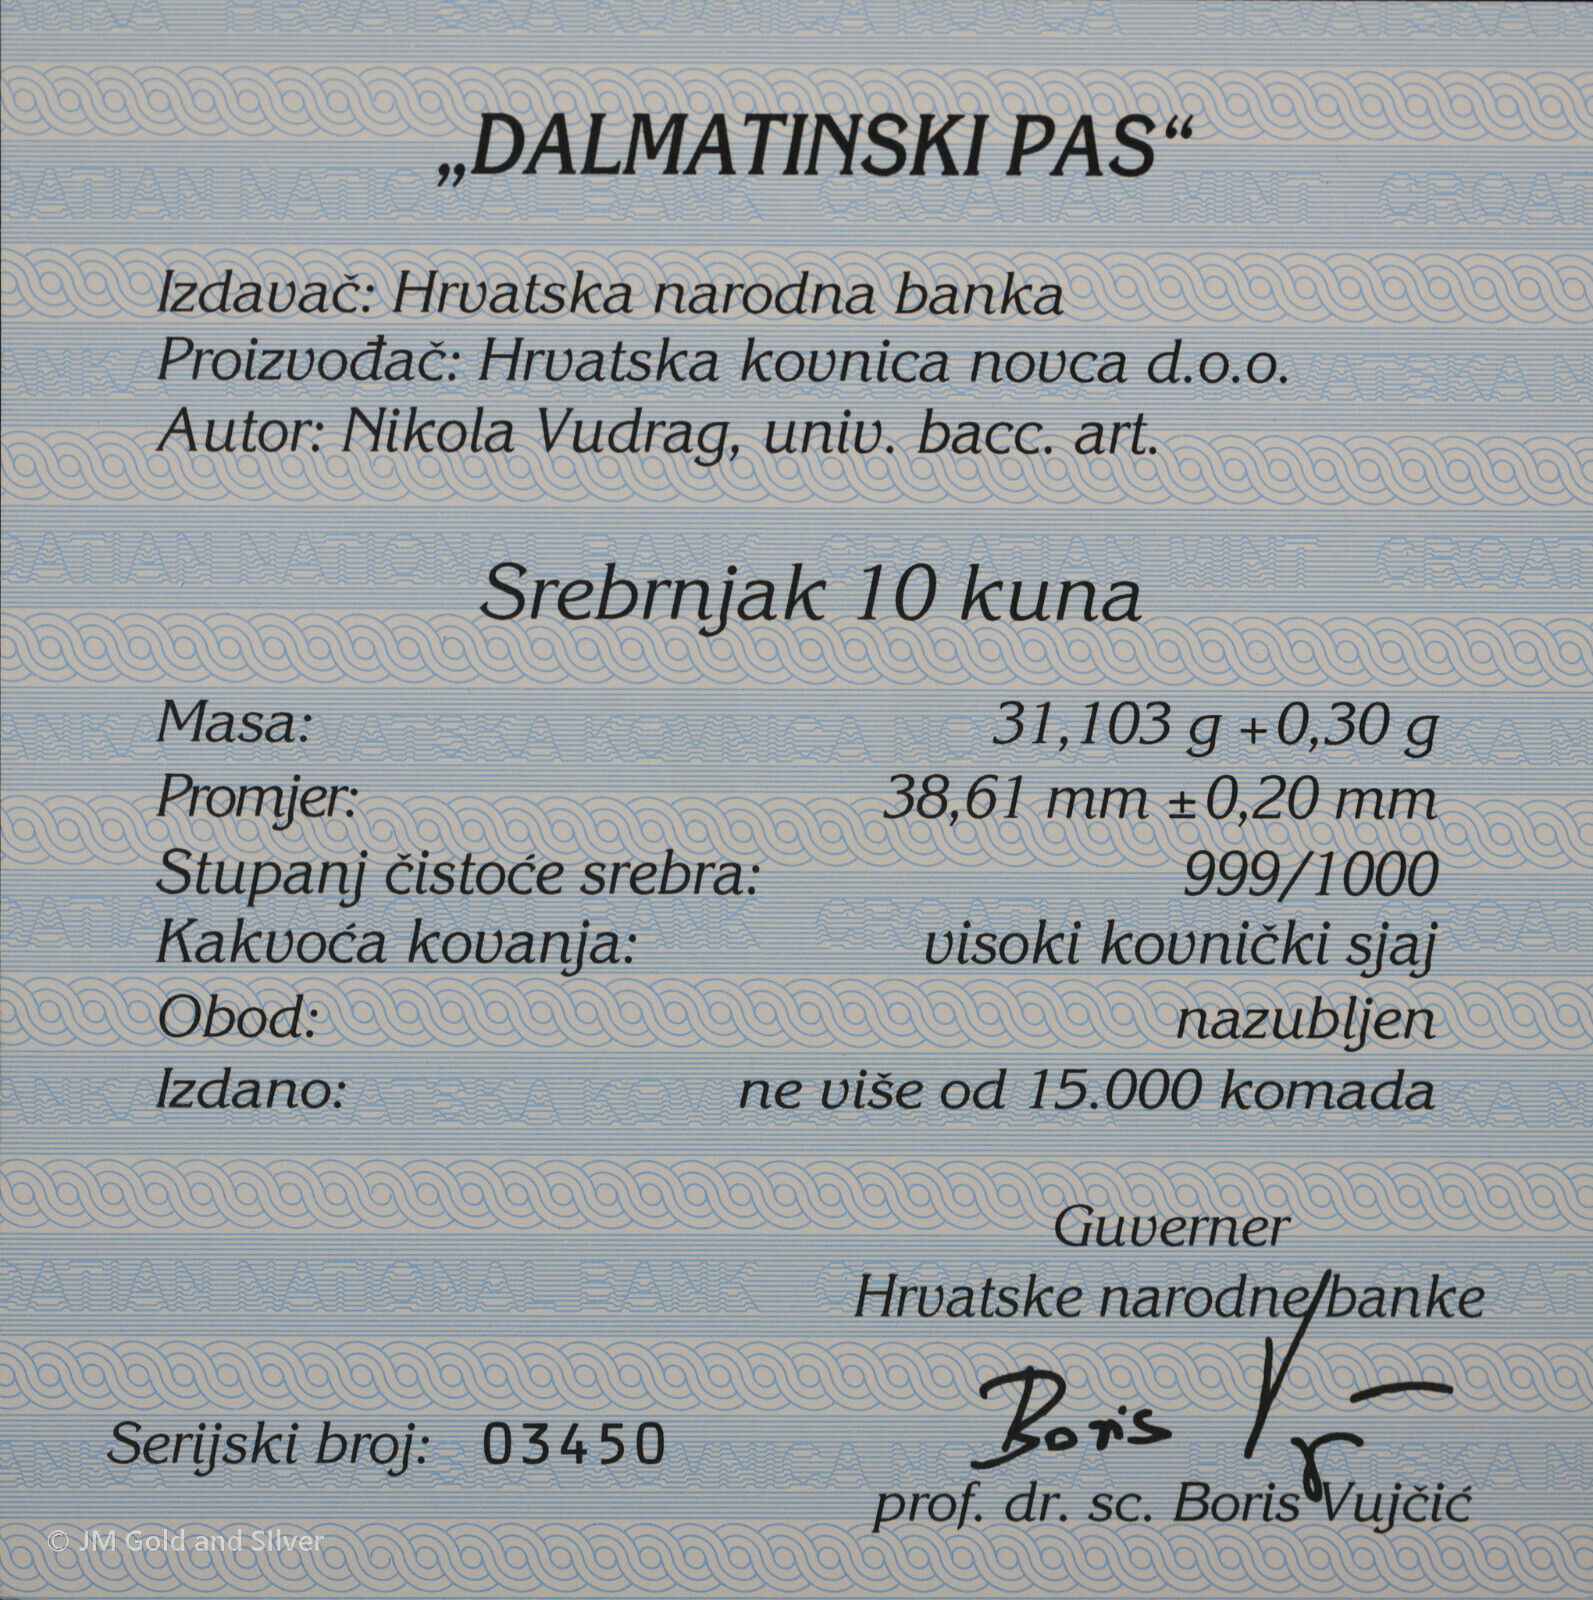 „DALMATINSKI PAS“
Izdavač: Hrvatska narodna banka
Proizvođač: Hrvatska kovnica novca d.o.o.
Autor: Nikola Vudrag, univ. bacc. art.
Srebrnjak 10 kuna
Masa: 31,103 g +0,30 g
Promjer: 38,61 mm ±0,20 mm
Stupanj čistoće srebra: 999/1000
Kakvoća kovanja: visoki kovnički sjaj
Obod: nazubljen
Izdano: ne više od 15.000 komada
Guverner
Hrvatske narodne banke
Boris
Serijski broj: 03450
prof. dr. sc. Boris Vujčić
© JM Gold and SIlver